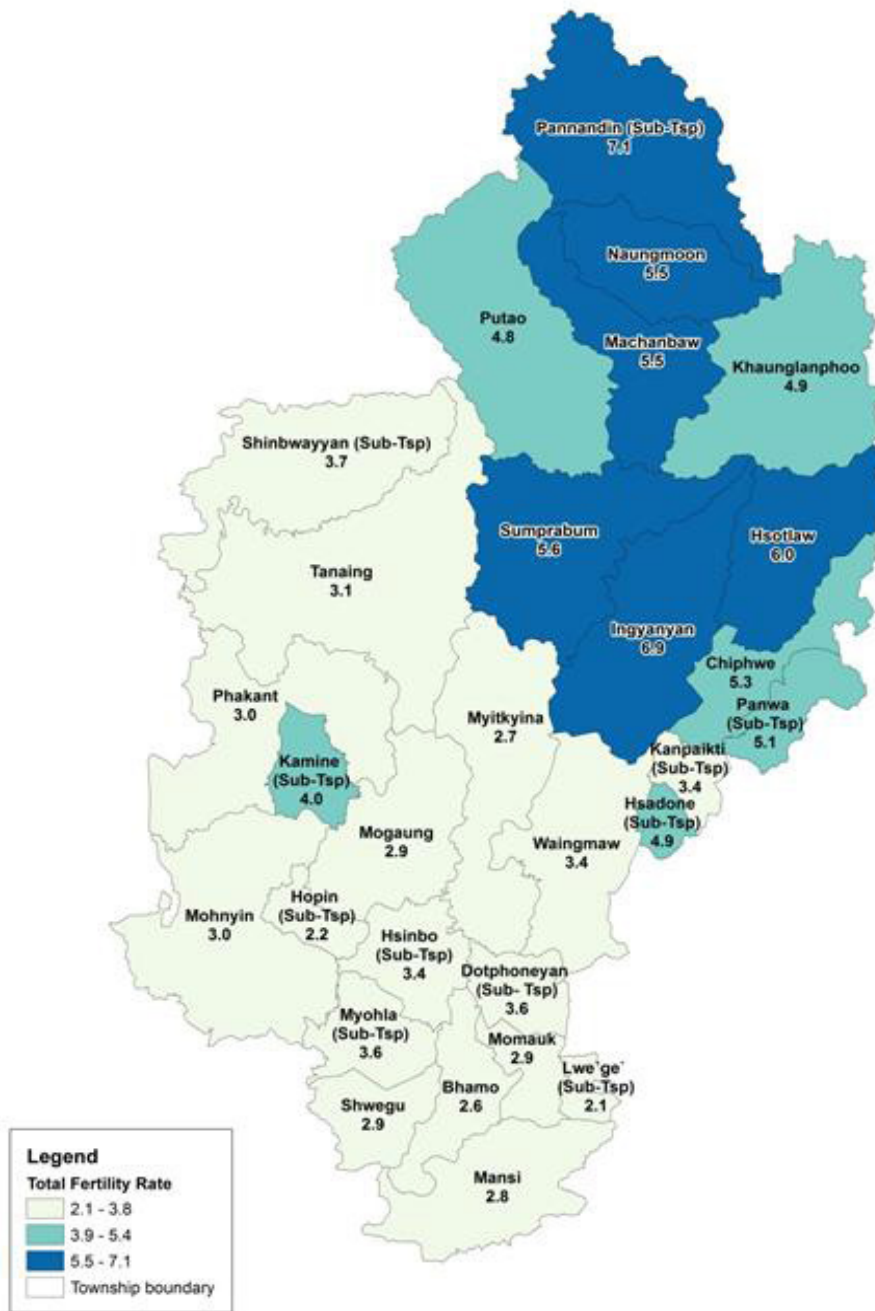 Pannandin (Sub-Tsp)
7.1
Naungmoon
5.5
Putao
4.8
Machanbaw
5.5
Khaunglanphoo
4.9
Shinbwayyan (Sub-Tsp)
3.7
Sumprabum
5.6
Hsotlaw
6.0
Tanaing
3.1
Ingyanyan
6.9
Chiphwe
5.3
Phakant
3.0
Myitkyina
2.7
Panwa
(Sub-Tsp)
5.1
Kamine
(Sub-Tsp)
4.0
Kanpaikti
(Sub-Tsp)
3.4
Hsadone
(Sub-Tsp)
4.9
Mogaung
2.9
Waingmaw
3.4
Hopin
(Sub-Tsp)
2.2
Mohnyin
3.0
Hsinbo
(Sub-Tsp)
3.4
Dotphoneyan
(Sub- Tsp)
3.6
Myohla
(Sub-Tsp)
3.6
Momauk
2.9
Lwe`ge`
(Sub-Tsp)
2.1
Bhamo
2.6
Shwegu
2.9
Mansi
2.8
Legend
Total Fertility Rate
2.1 - 3.8
3.9 - 5.4
5.5 - 7.1
Township boundary